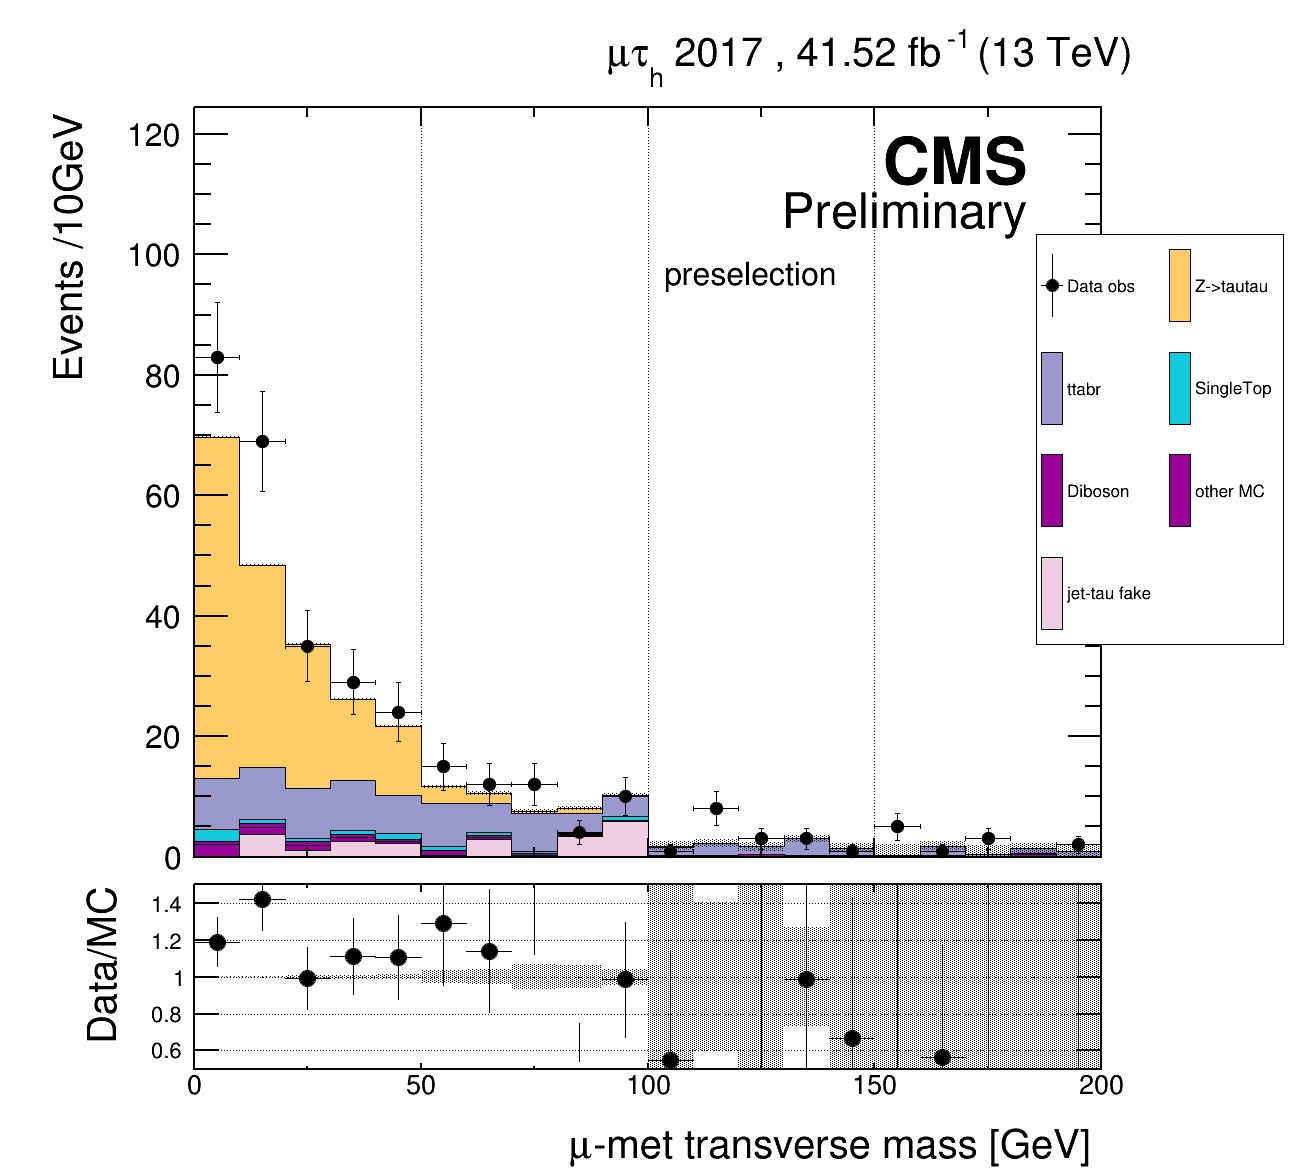 μτh 2017 , 41.52 fb-1 (13 TeV)
Events /10GeV
120
100
80
60
40
20
0
CMS
Preliminary
preselection
Data obs
Z->tautau
ttabr
SingleTop
Diboson
other MC
jet-tau fake
Data/MC
1.4
1.2
1
0.8
0.6
0
50
100
150
200
μ-met transverse mass [GeV]